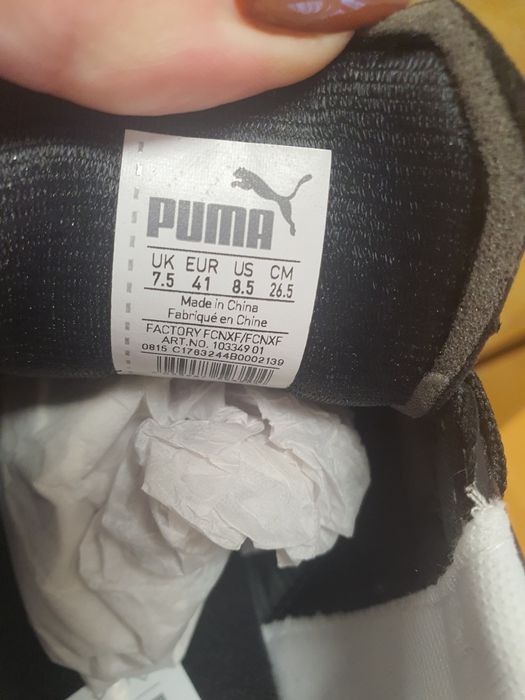 PUMA
UK EUR US CM
7.5 41 8.5 26.5
Made in China
Fabriqué en Chine
FACTORY FCNXF/FCNXF
ART.NO. 103349 01
0815 C1763244B0002139